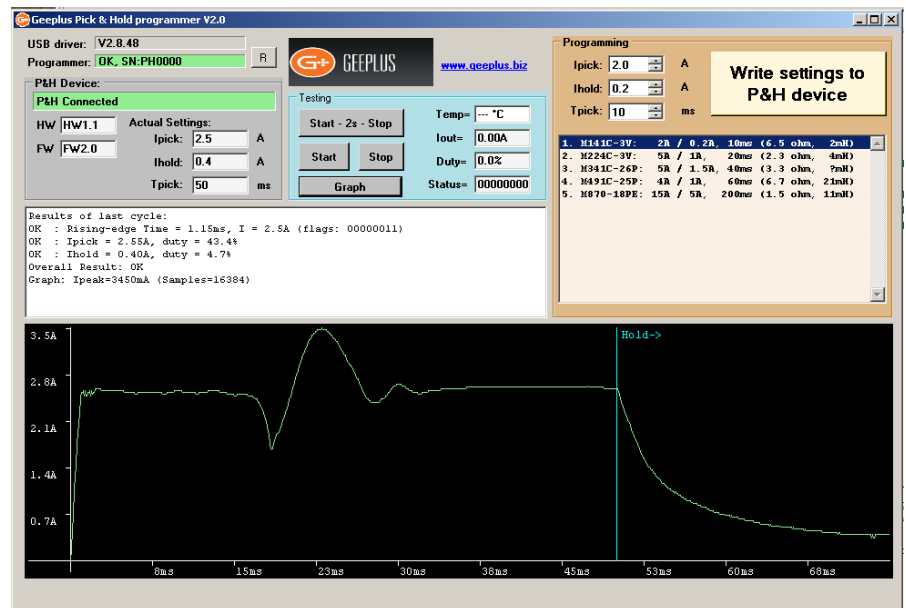 Geeplus Pick & Hold programmer V2.0
USB driver: V2.8.48
Programmer: OK, SN:PH0000
R
P&H Device:
P&H Connected
HW HW1.1
FW FW2.0
Actual Settings:
Ipick: 2.5 A
Ihold: 0.4 A
Tpick: 50 ms
G+ GEEPLUS
www.geeplus.biz
Testing
Start - 2s - Stop
Start Stop
Graph
Temp= --- °C
Iout= 0.00A
Duty= 0.0%
Status= 00000000
Programming
Ipick: 2.0 A
Ihold: 0.2 A
Tpick: 10 ms
Write settings to
P&H device
1. M141C-3V: 2A / 0.2A, 10ms (6.5 ohm, 2mH)
2. M224C-3V: 5A / 1A, 20ms (2.3 ohm, 4mH)
3. M341C-26P: 5A / 1.5A, 40ms (3.3 ohm, ?mH)
4. M491C-25P: 4A / 1A, 60ms (6.7 ohm, 21mH)
5. M870-18PE: 15A / 5A, 200ms (1.5 ohm, 11mH)
Results of last cycle:
OK : Rising-edge Time = 1.15ms, I = 2.5A (flags: 00000011)
OK : Ipick = 2.55A, duty = 43.4%
OK : Ihold = 0.40A, duty = 4.7%
Overall Result: OK
Graph: Ipeak=3450mA (Samples=16384)
3.5A
2.8A
2.1A
1.4A
0.7A
Hold->
8ms 15ms 23ms 30ms 38ms 45ms 53ms 60ms 68ms